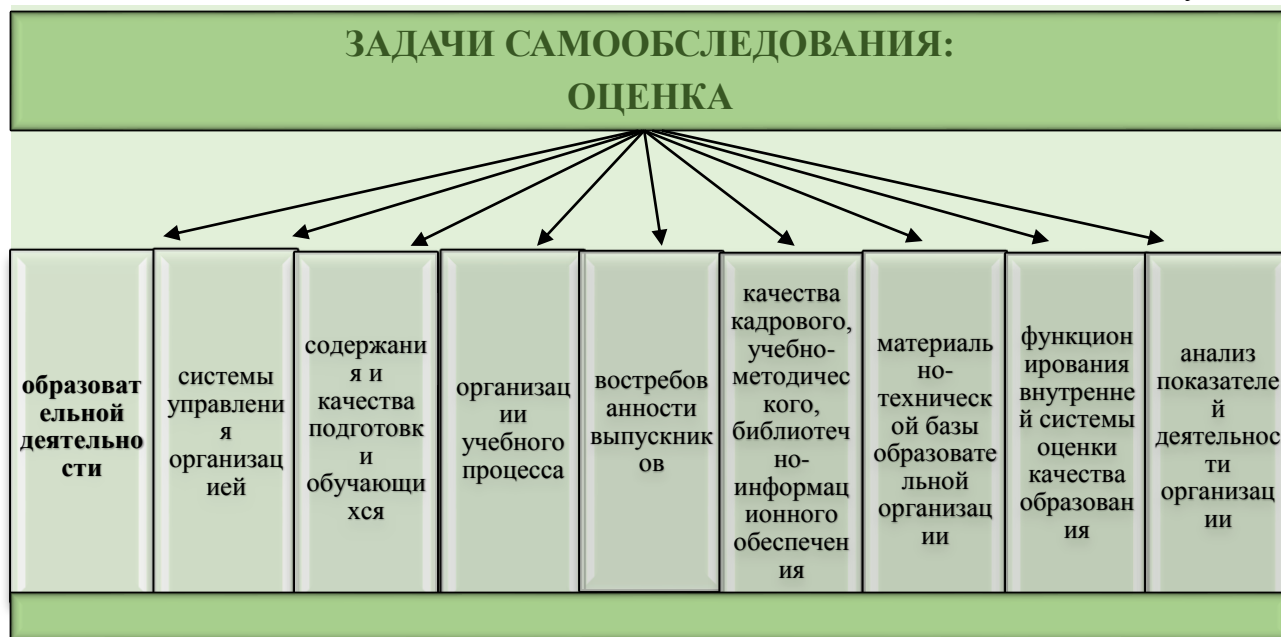 ЗАДАЧИ САМООБСЛЕДОВАНИЯ:
ОЦЕНКА
образоват
ельной
деятельно
сти
системы
управлени
я
организац
ией
содержани
я и
качества
подготовк
и
обучающи
хся
организац
ии
учебного
процесса
востребов
анности
выпускник
ов
качества
кадрового,
учебно-
методичес
кого,
библиотеч
но-
информац
ионного
обеспечен
ия
материаль
но-
техническ
ой базы
образовате
льной
организац
ии
функцион
ирования
внутренне
й системы
оценки
качества
образован
ия
анализ
показателе
й
деятельнос
ти
организац
ии